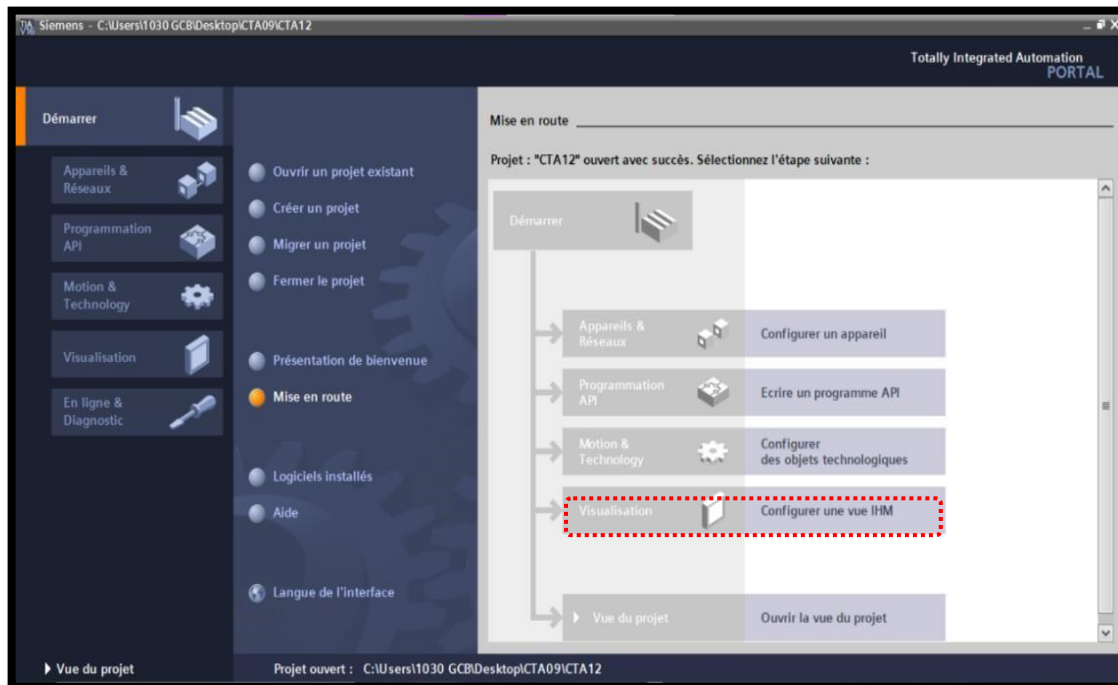 Siemens - C:\Users\1030 GCB\Desktop\CTA09\CTA12
Totally Integrated Automation
PORTAL
Démarrer
Appareils &
Réseaux
Programmation
API
Motion &
Technology
Visualisation
En ligne &
Diagnostic
Vue du projet
Ouvrir un projet existant
Créer un projet
Migrer un projet
Fermer le projet
Présentation de bienvenue
Mise en route
Logiciels installés
Aide
Langue de l'interface
Mise en route
Projet : "CTA12" ouvert avec succès. Sélectionnez l'étape suivante :
Démarrer
Appareils &
Réseaux
Configurer un appareil
Programmation
API
Ecrire un programme API
Motion &
Technology
Configurer
des objets technologiques
Visualisation
Configurer une vue IHM
Vue du projet
Ouvrir la vue du projet
Projet ouvert : C:\Users\1030 GCB\Desktop\CTA09\CTA12